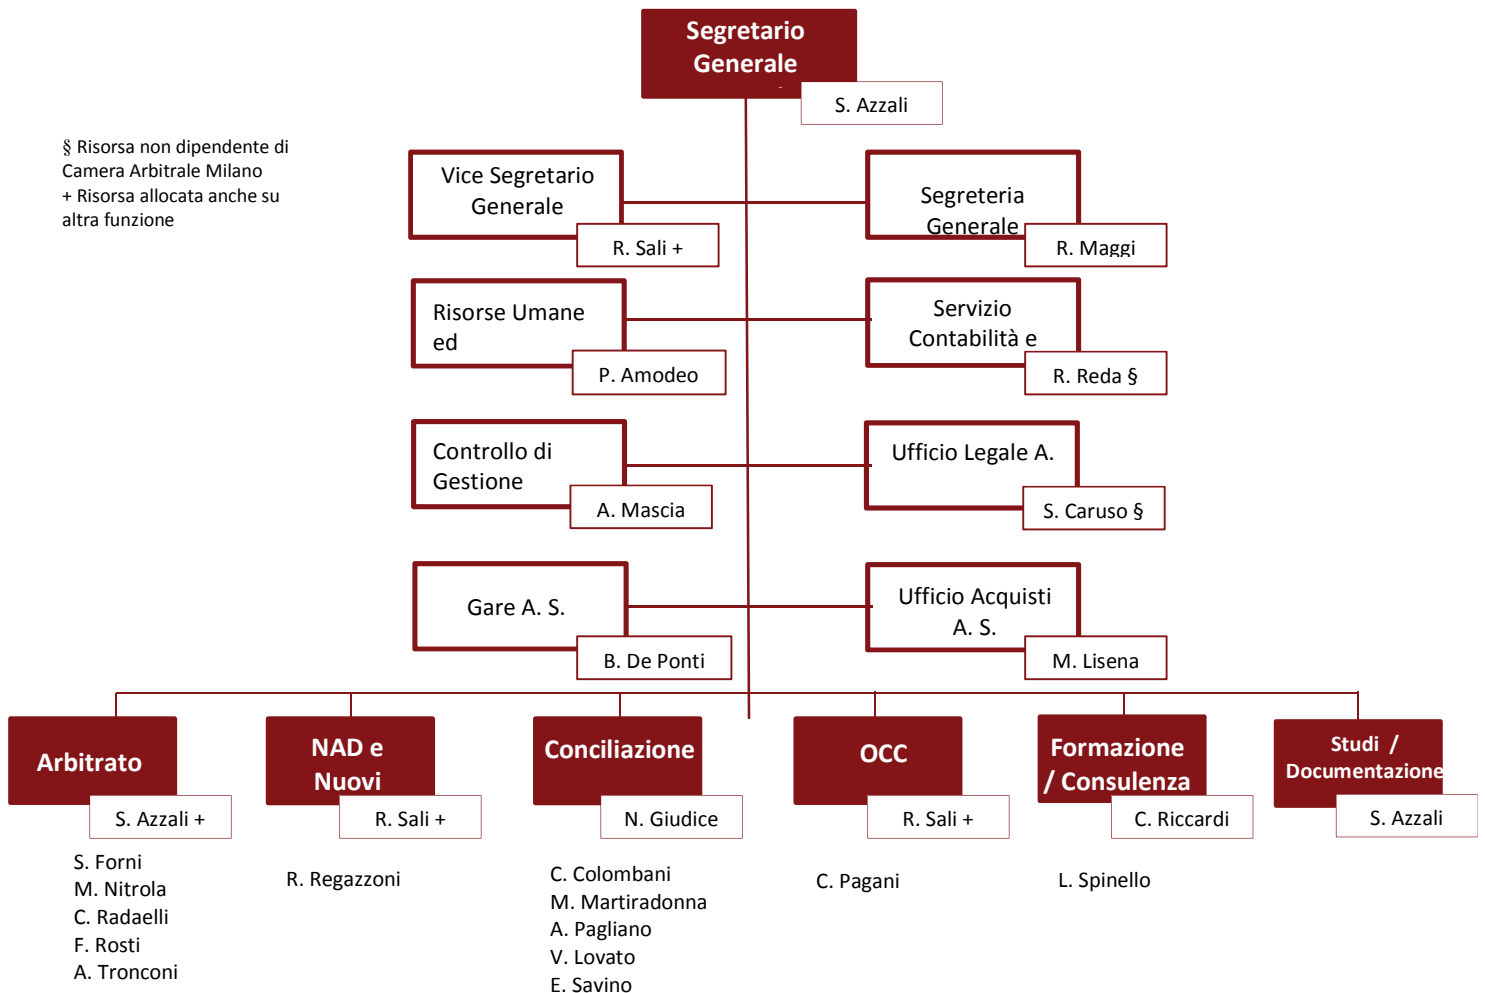 Segretario
Generale
S. Azzali
§ Risorsa non dipendente di
Camera Arbitrale Milano
+ Risorsa allocata anche su
altra funzione
Vice Segretario
Generale
R. Sali +
Segreteria
Generale
R. Maggi
Risorse Umane
ed
P. Amodeo
Servizio
Contabilità e
R. Reda §
Controllo di
Gestione
A. Mascia
Ufficio Legale A.
S. Caruso §
Gare A. S.
B. De Ponti
Ufficio Acquisti
A. S.
M. Lisena
Arbitrato
S. Azzali +
S. Forni
M. Nitrola
C. Radaelli
F. Rosti
A. Tronconi
NAD e
Nuovi
R. Sali +
R. Regazzoni
Conciliazione
N. Giudice
C. Colombani
M. Martiradonna
A. Pagliano
V. Lovato
E. Savino
OCC
R. Sali +
C. Pagani
Formazione
/ Consulenza
C. Riccardi
L. Spinello
Studi /
Documentazione
S. Azzali